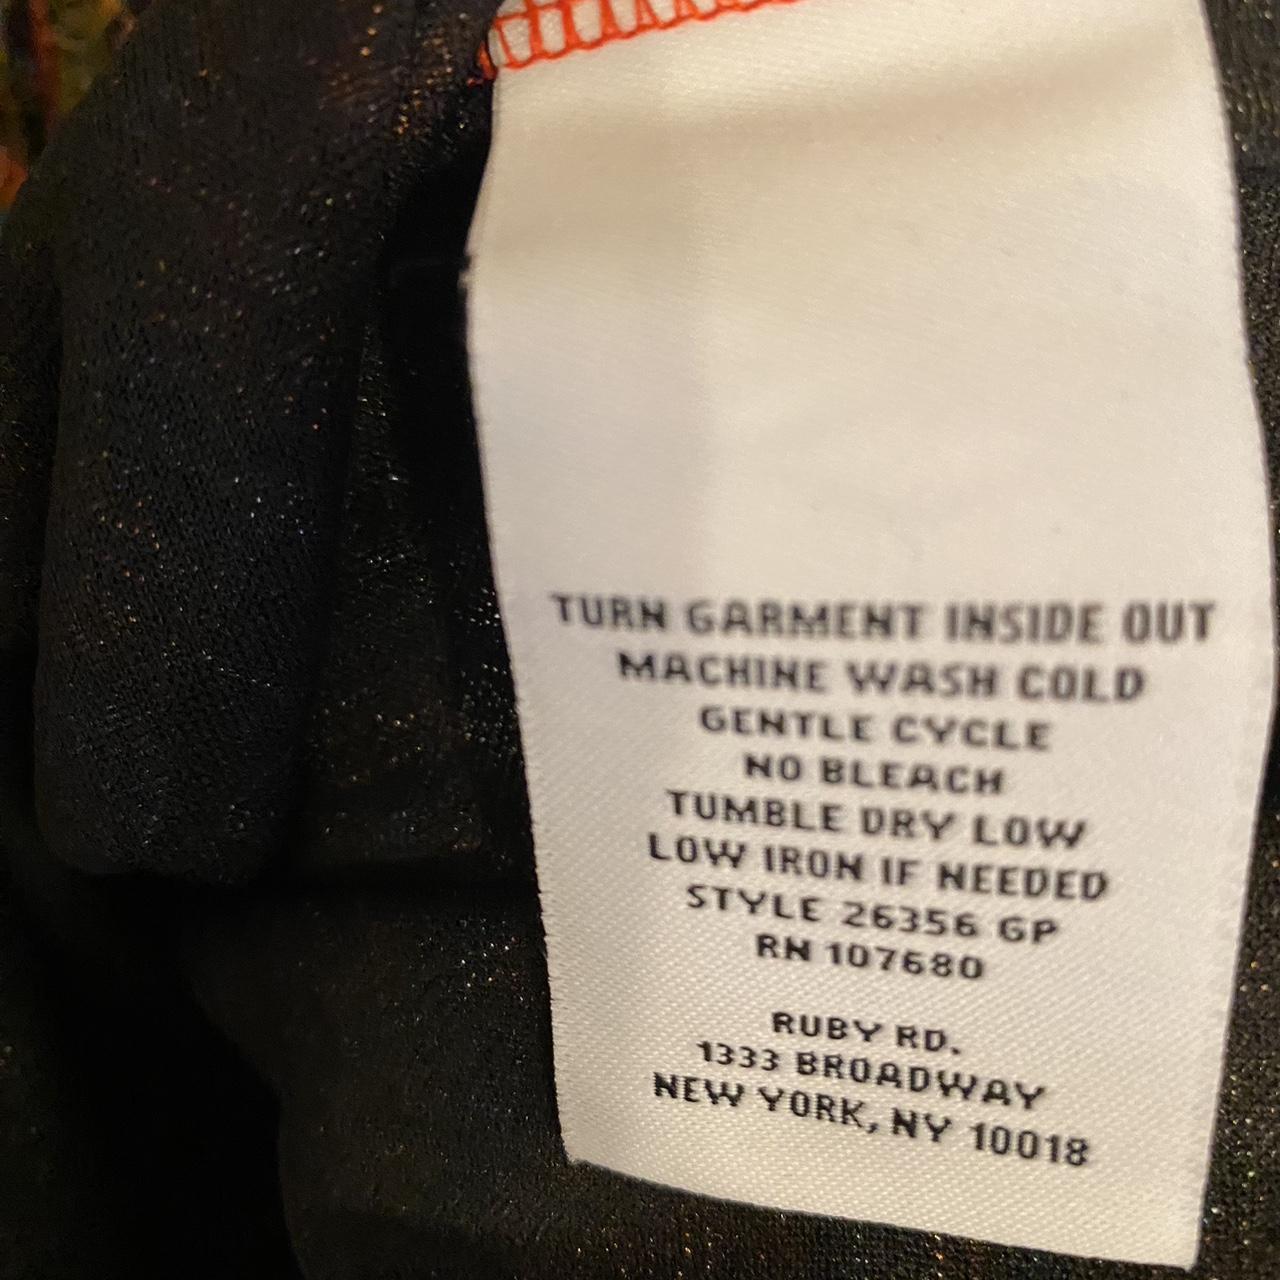 TURN GARMENT INSIDE OUT
MACHINE WASH COLD
GENTLE CYCLE
NO BLEACH
TUMBLE DRY LOW
LOW IRON IF NEEDED
STYLE 26356 GP
RN 107680
RUBY RD.
1333 BROADWAY
NEW YORK, NY 10018